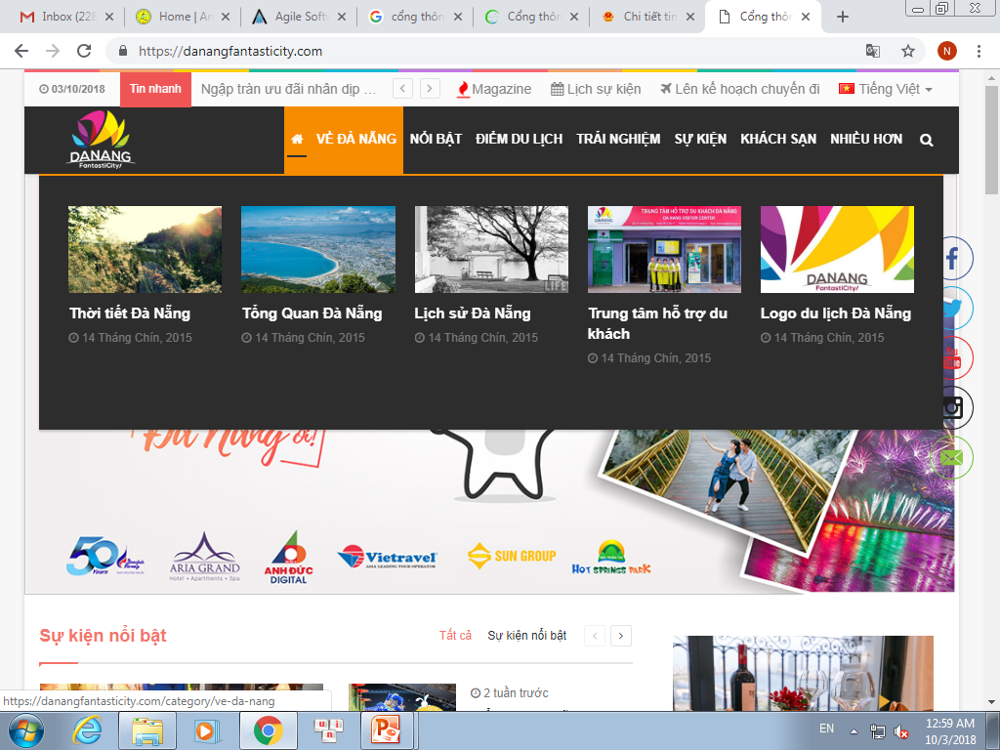 Inbox (228
Home | An
Agile Soft
cổng thôn
Cổng thôn
Chi tiết tin
Cổng thôn
https://danangfantasticity.com
N
03/10/2018
Tin nhanh
Ngập tràn ưu đãi nhân dịp ...
Magazine
Lịch sự kiện
Lên kế hoạch chuyến đi
Tiếng Việt
DANANG
FantastiCity!
VỀ ĐÀ NẴNG
NỔI BẬT
ĐIỂM DU LỊCH
TRẢI NGHIỆM
SỰ KIỆN
KHÁCH SẠN
NHIỀU HƠN
LIFE
TRUNG TÂM HỖ TRỢ DU KHÁCH ĐÀ NẴNG
DA NANG VISITOR CENTER
DANANG
FantastiCity!
Thời tiết Đà Nẵng
14 Tháng Chín, 2015
Tổng Quan Đà Nẵng
14 Tháng Chín, 2015
Lịch sử Đà Nẵng
14 Tháng Chín, 2015
Trung tâm hỗ trợ du
khách
14 Tháng Chín, 2015
Logo du lịch Đà Nẵng
14 Tháng Chín, 2015
Đà Nẵng ơi!
50
Years
ARIA GRAND
Hotel • Apartments • Spa
ANH ĐỨC
DIGITAL
Vietravel
ASIA LEADING TOUR OPERATOR
SUN GROUP
HOT SPRINGS PARK
Sự kiện nổi bật
Tất cả
Sự kiện nổi bật
2 tuần trước
https://danangfantasticity.com/category/ve-da-nang
EN
12:59 AM
10/3/2018